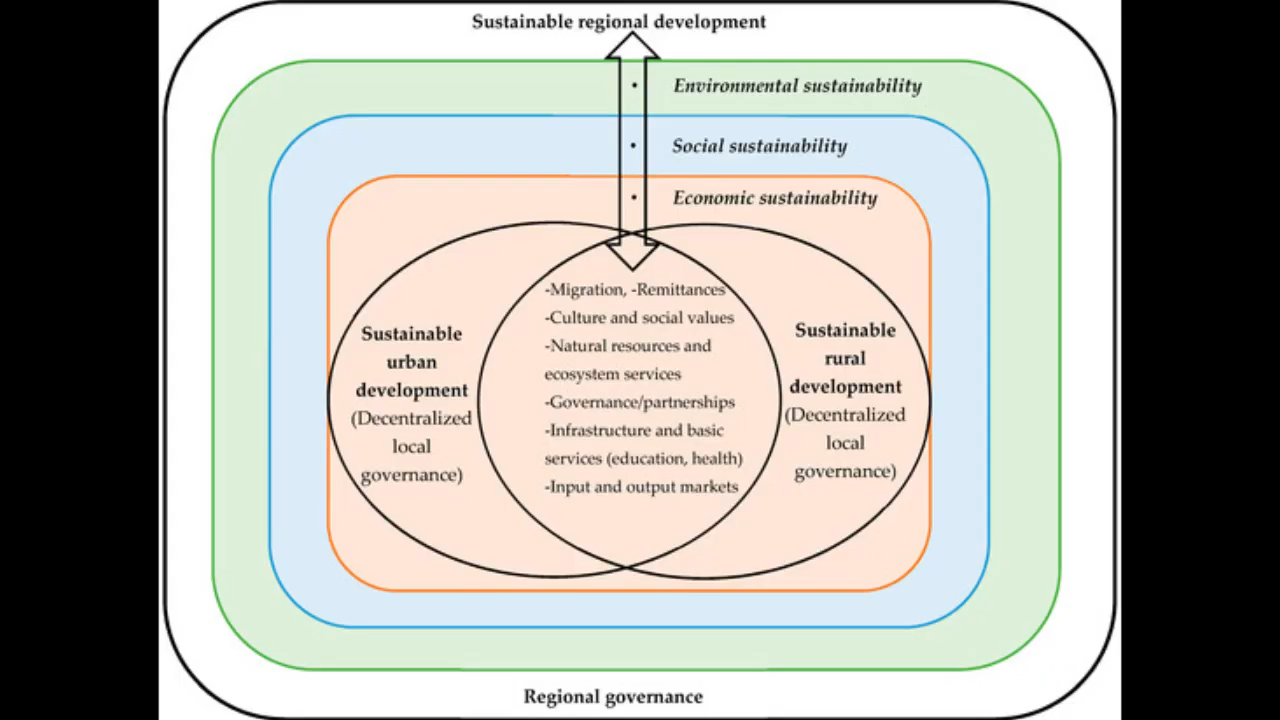 Sustainable regional development
• Environmental sustainability
• Social sustainability
• Economic sustainability
Sustainable
urban
development
(Decentralized
local
governance)
-Migration, -Remittances
-Culture and social values
-Natural resources and
ecosystem services
-Governance/partnerships
-Infrastructure and basic
services (education, health)
-Input and output markets
Sustainable
rural
development
(Decentralized
local
governance)
Regional governance